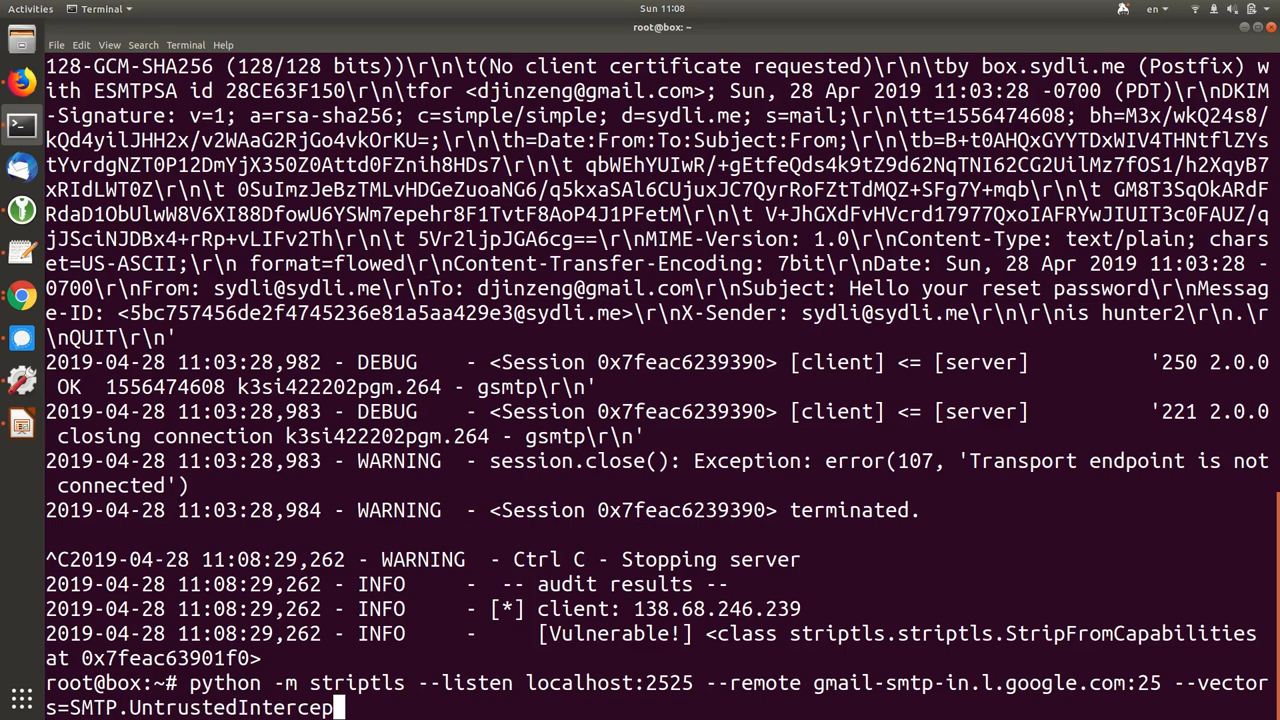 Activities
Terminal
Sun 11:08
en
root@box: ~
File Edit View Search Terminal Help
128-GCM-SHA256 (128/128 bits))\r\n\t(No client certificate requested)\r\n\tby box.sydli.me (Postfix) w
ith ESMTPSA id 28CE63F150\r\n\tfor <djinzeng@gmail.com>; Sun, 28 Apr 2019 11:03:28 -0700 (PDT)\r\nDKIM
-Signature: v=1; a=rsa-sha256; c=simple/simple; d=sydli.me; s=mail;\r\n\tt=1556474608; bh=M3x/wkQ24s8/
kQd4yilJHH2x/v2WAaG2RjGo4vkOrKU=;\r\n\th=Date:From:To:Subject:From;\r\n\tb=B+t0AHQxGYYTDxWIV4THNtflZYs
tYvrdgNZT0P12DmYjX350Z0Attd0FZnih8HDs7\r\n\t qbWEhYUIwR/+gEtfeQds4k9tZ9d62NqTNI62CG2UilMz7fOS1/h2XqyB7
xRIdLWT0Z\r\n\t 0SuImzJeBzTMLvHDGeZuoaNG6/q5kxaSAl6CUjuxJC7QyrRoFZtTdMQZ+SFg7Y+mqb\r\n\t GM8T3SqOkARdF
RdaD1ObUlwW8V6XI88DfowU6YSWm7epehr8F1TvtF8AoP4J1PFetM\r\n\t V+JhGXdFvHVcrd17977QxoIAFRYwJIUIT3c0FAUZ/q
jJSciNJDBx4+rRp+vLIFv2Th\r\n\t 5Vr2ljpJGA6cg==\r\nMIME-Version: 1.0\r\nContent-Type: text/plain; chars
et=US-ASCII;\r\n format=flowed\r\nContent-Transfer-Encoding: 7bit\r\nDate: Sun, 28 Apr 2019 11:03:28 -
0700\r\nFrom: sydli@sydli.me\r\nTo: djinzeng@gmail.com\r\nSubject: Hello your reset password\r\nMessag
e-ID: <5bc757456de2f4745236e81a5aa429e3@sydli.me>\r\nX-Sender: sydli@sydli.me\r\n\r\nis hunter2\r\n.\r
\nQUIT\r\n'
2019-04-28 11:03:28,982 - DEBUG    - <Session 0x7feac6239390> [client] <= [server]          '250 2.0.0
 OK  1556474608 k3si422202pgm.264 - gsmtp\r\n'
2019-04-28 11:03:28,983 - DEBUG    - <Session 0x7feac6239390> [client] <= [server]          '221 2.0.0
 closing connection k3si422202pgm.264 - gsmtp\r\n'
2019-04-28 11:03:28,983 - WARNING  - session.close(): Exception: error(107, 'Transport endpoint is not
 connected')
2019-04-28 11:03:28,984 - WARNING  - <Session 0x7feac6239390> terminated.
^C2019-04-28 11:08:29,262 - WARNING  - Ctrl C - Stopping server
2019-04-28 11:08:29,262 - INFO     -  -- audit results --
2019-04-28 11:08:29,262 - INFO     - [*] client: 138.68.246.239
2019-04-28 11:08:29,262 - INFO     -     [Vulnerable!] <class striptls.striptls.StripFromCapabilities
at 0x7feac63901f0>
root@box:~# python -m striptls --listen localhost:2525 --remote gmail-smtp-in.l.google.com:25 --vector
s=SMTP.UntrustedIntercep